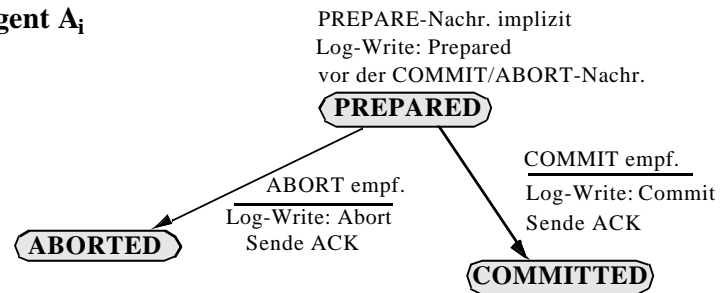 gent Ai
PREPARE-Nachr. implizit
Log-Write: Prepared
vor der COMMIT/ABORT-Nachr.
PREPARED
ABORT empf.
Log-Write: Abort
Sende ACK
COMMIT empf.
Log-Write: Commit
Sende ACK
ABORTED
COMMITTED